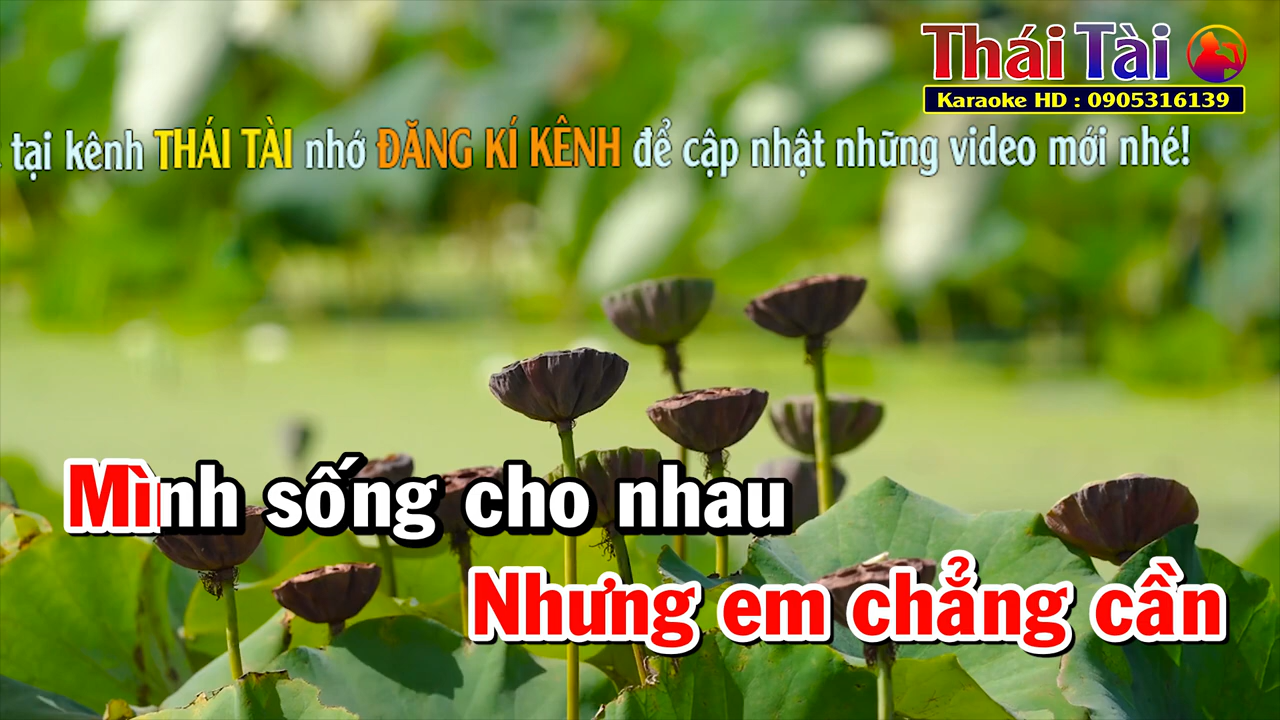 Thái Tài
Karaoke HD : 0905316139
tại kênh THÁI TÀI nhớ ĐĂNG KÍ KÊNH để cập nhật những video mới nhé!
Mình sống cho nhau
Nhưng em chẳng cần